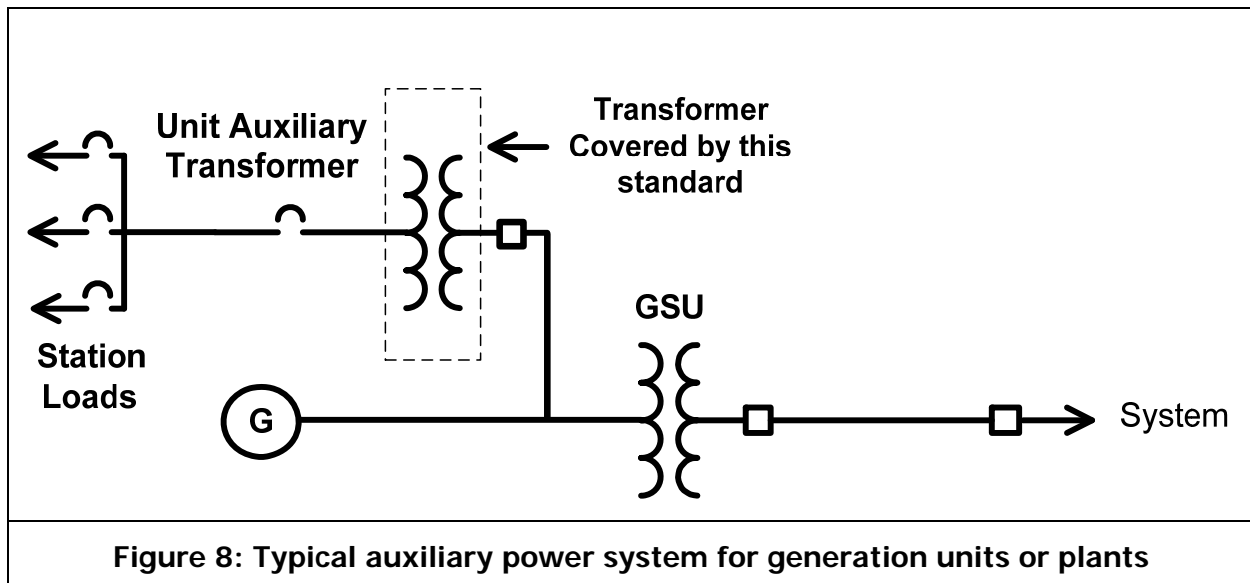 Unit Auxiliary
Transformer
Transformer
Covered by this
standard
Station
Loads
G
GSU
System
Figure 8: Typical auxiliary power system for generation units or plants